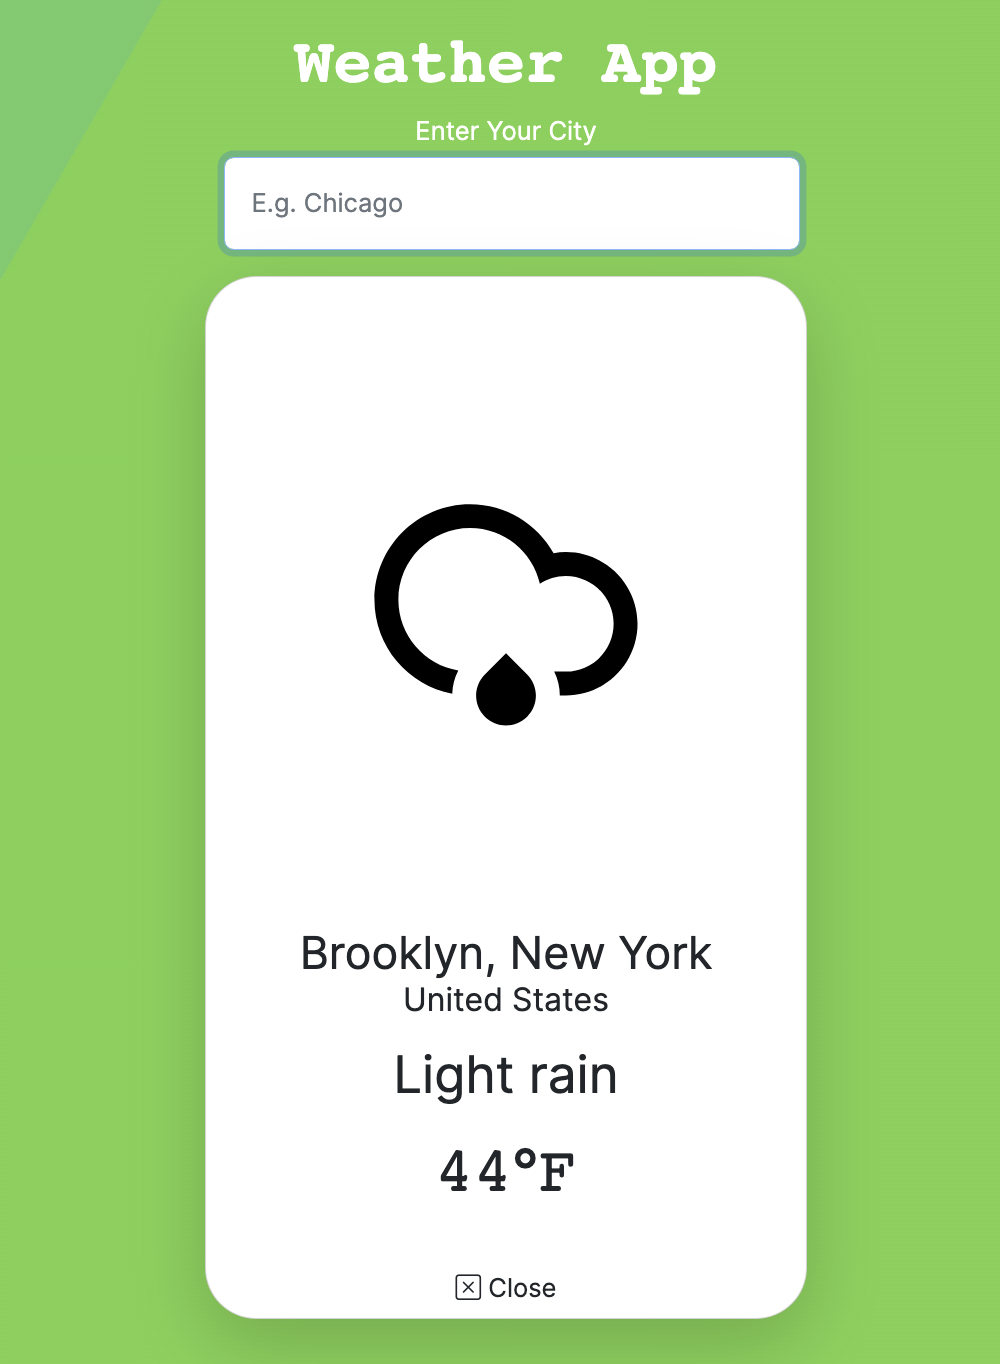 Weather App
Enter Your City
E.g. Chicago
Brooklyn, New York
United States
Light rain
44°F
Close